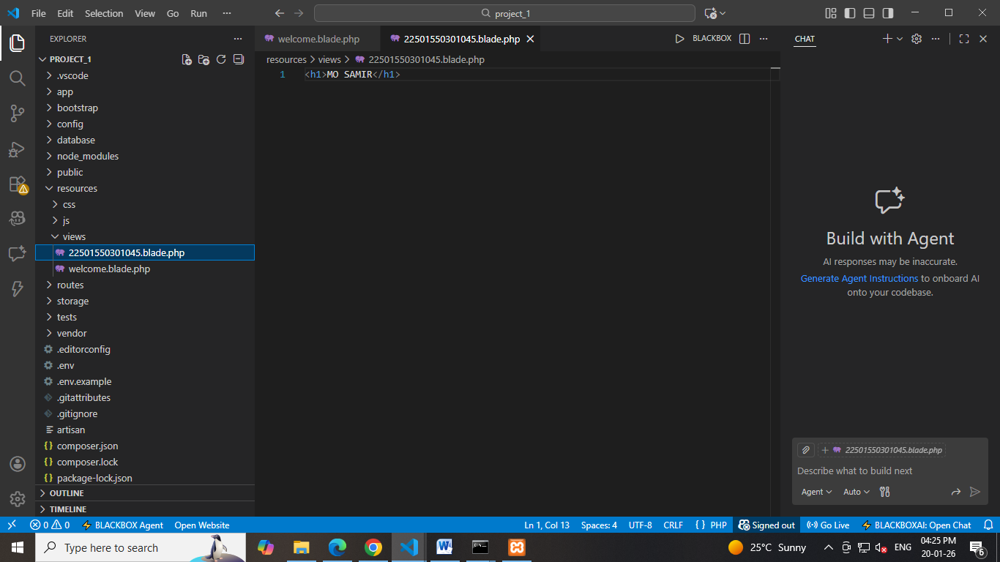 File Edit Selection View Go Run ···
project_1
EXPLORER ···
PROJECT_1
.vscode
app
bootstrap
config
database
node_modules
public
resources
css
js
views
22501550301045.blade.php
welcome.blade.php
routes
storage
tests
vendor
.editorconfig
.env
.env.example
.gitattributes
.gitignore
artisan
{} composer.json
{} composer.lock
{} package-lock.json
OUTLINE
TIMELINE
welcome.blade.php 22501550301045.blade.php
BLACKBOX ···
resources > views > 22501550301045.blade.php
1 <h1>MO SAMIR</h1>
CHAT ···
Build with Agent
AI responses may be inaccurate.
Generate Agent Instructions to onboard AI
onto your codebase.
+ 22501550301045.blade.php
Describe what to build next
Agent Auto
0 0 BLACKBOX Agent Open Website Ln 1, Col 13 Spaces: 4 UTF-8 CRLF {} PHP Signed out Go Live BLACKBOXAI: Open Chat
Type here to search
25°C Sunny
ENG
04:25 PM
20-01-26
6